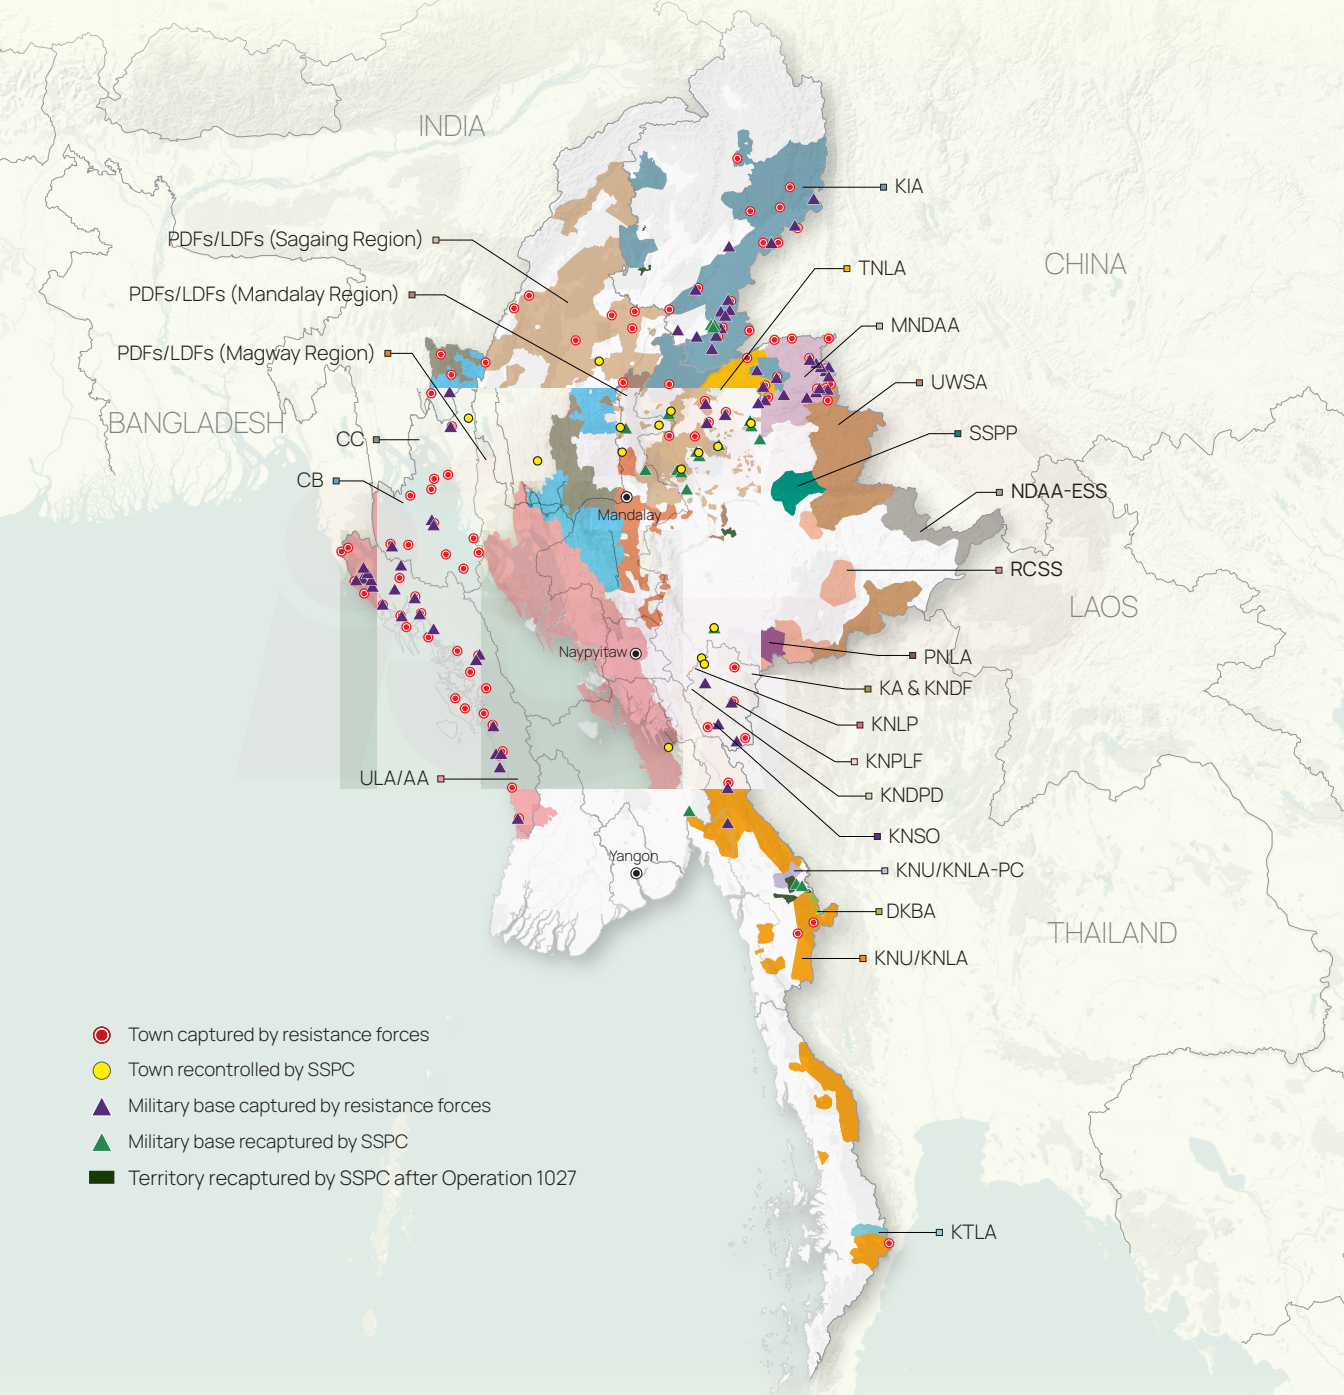 INDIA
KIA
PDFs/LDFs (Sagaing Region)
CHINA
TNLA
PDFs/LDFs (Mandalay Region)
MNDAA
PDFs/LDFs (Magway Region)
UWSA
BANGLADESH
CC
SSPP
CB
NDAA-ESS
Mandalay
RCSS
LAOS
Naypyitaw
PNLA
KA & KNDF
KNLP
KNPLF
ULA/AA
KNDPD
KNSO
Yangon
KNU/KNLA-PC
DKBA
THAILAND
KNU/KNLA
Town captured by resistance forces
Town recontrolled by SSPC
Military base captured by resistance forces
Military base recaptured by SSPC
Territory recaptured by SSPC after Operation 1027
KTLA